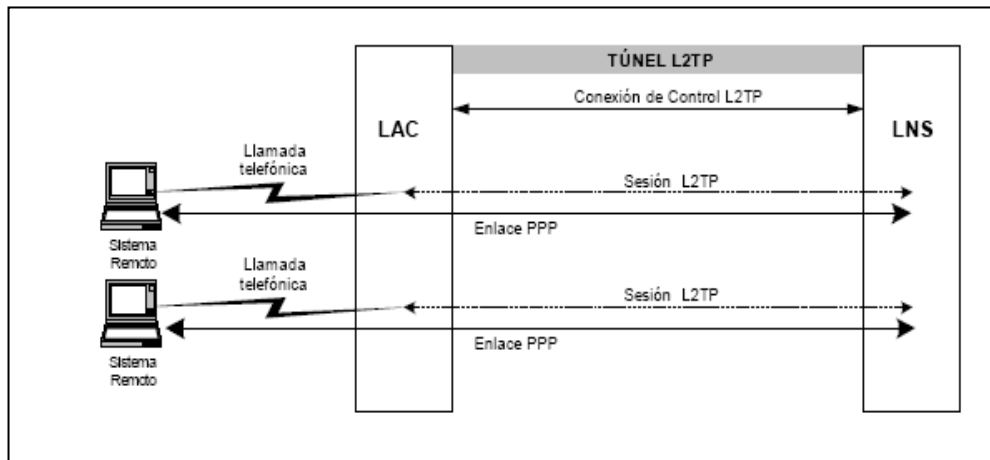 TÚNEL L2TP
Conexión de Control L2TP
LAC
LNS
Llamada
telefónica
Sesión L2TP
Enlace PPP
Sistema
Remoto
Llamada
telefónica
Sesión L2TP
Enlace PPP
Sistema
Remoto